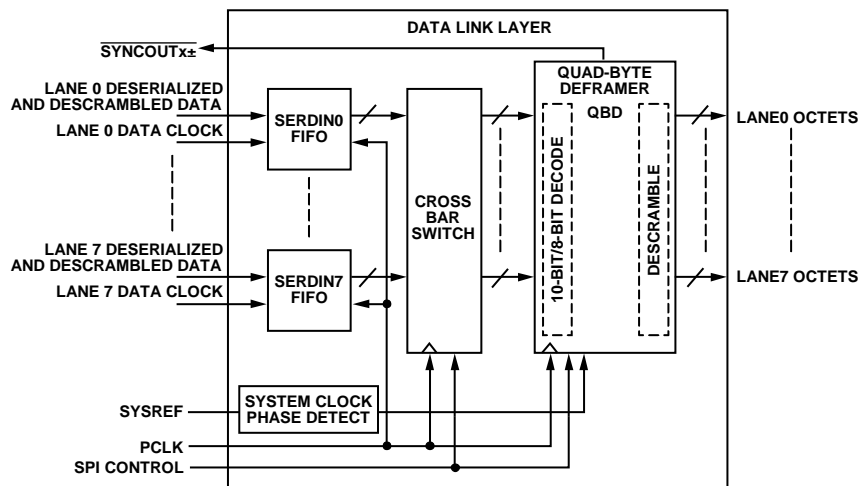 DATA LINK LAYER
SYNCOUTx±
QUAD-BYTE
DEFRAMER
QBD
LANE 0 DESERIALIZED
AND DESCRAMBLED DATA
LANE 0 DATA CLOCK
SERDIN0
FIFO
LANE0 OCTETS
CROSS
BAR
SWITCH
10-BIT/8-BIT DECODE
DESCRAMBLE
LANE 7 DESERIALIZED
AND DESCRAMBLED DATA
LANE 7 DATA CLOCK
SERDIN7
FIFO
LANE7 OCTETS
SYSREF
SYSTEM CLOCK
PHASE DETECT
PCLK
SPI CONTROL